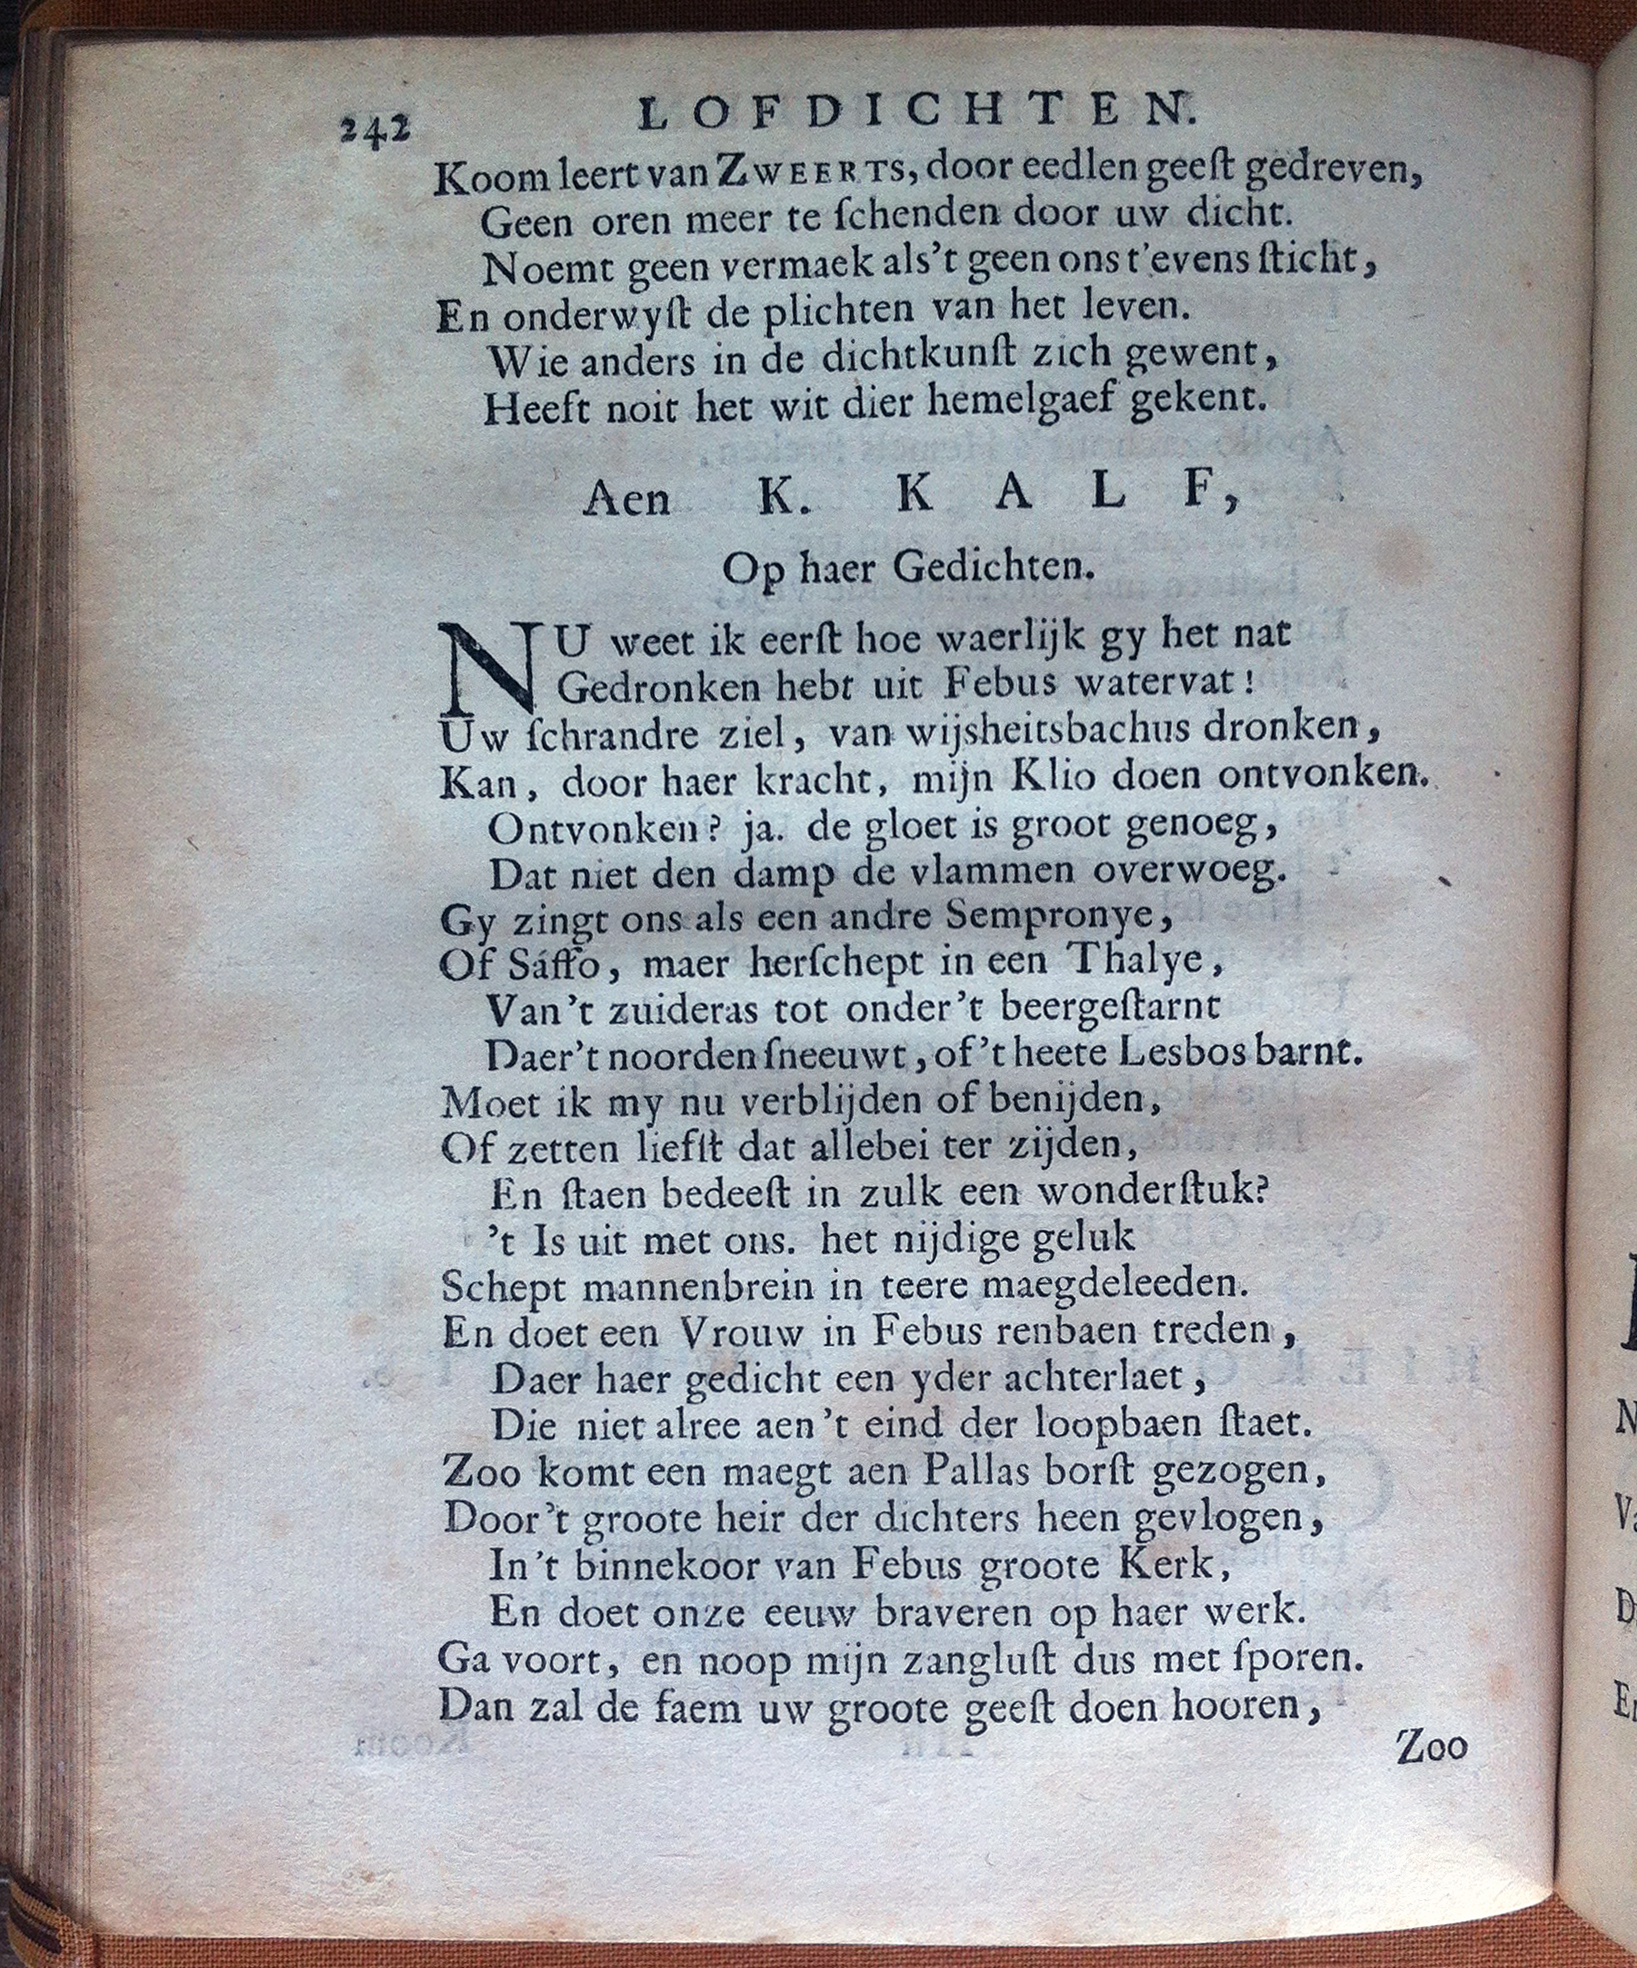 242 LOFDICHTEN.
Koom leert van ZWEERTS, door eedlen geeſt gedreven,
Geen oren meer te ſchenden door uw dicht.
Noemt geen vermaek als't geen ons t'evens ſticht,
En onderwyſt de plichten van het leven.
Wie anders in de dichtkunſt zich gewent,
Heeft noit het wit dier hemelgaef gekent.
Aen K. KALF,
Op haer Gedichten.
NU weet ik eerſt hoe waerlijk gy het nat
Gedronken hebt uit Febus watervat!
Uw ſchrandre ziel, van wijsheitsbachus dronken,
Kan, door haer kracht, mijn Klio doen ontvonken.
Ontvonken? ja. de gloet is groot genoeg,
Dat niet den damp de vlammen overwoeg.
Gy zingt ons als een andre Sempronye,
Of Sáffo, maer herſchept in een Thalye,
Van't zuideras tot onder't beergeſtarnt
Daer't noorden ſneeuwt, of't heete Lesbos barnt.
Moet ik my nu verblijden of benijden,
Of zetten liefſt dat allebei ter zijden,
En ſtaen bedeeſt in zulk een wonderſtuk?
't Is uit met ons. het nijdige geluk
Schept mannenbrein in teere maegdeleeden.
En doet een Vrouw in Febus renbaen treden,
Daer haer gedicht een yder achterlaet,
Die niet alree aen't eind der loopbaen ſtaet.
Zoo komt een maegt aen Pallas borſt gezogen,
Door't groote heir der dichters heen gevlogen,
In't binnekoor van Febus groote Kerk,
En doet onze eeuw braveren op haer werk.
Ga voort, en noop mijn zangluſt dus met ſporen.
Dan zal de faem uw groote geeſt doen hooren,
Zoo